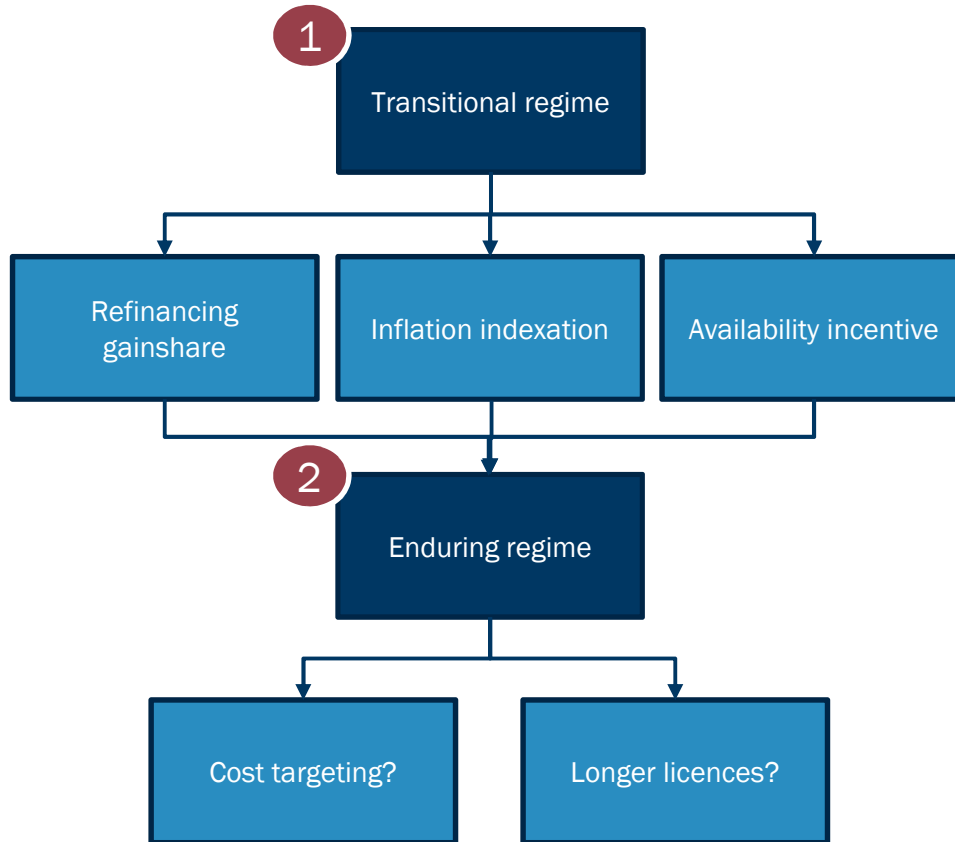 1
Transitional regime
Refinancing
gainshare
Inflation indexation
Availability incentive
2
Enduring regime
Cost targeting?
Longer licences?